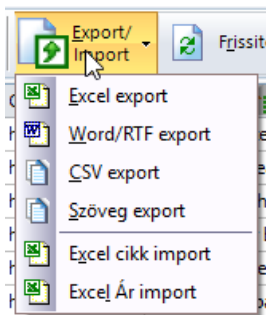 Export/
Import
Frissít
Excel export
Word/RTF export
CSV export
Szöveg export
Excel cikk import
Excel Ár import